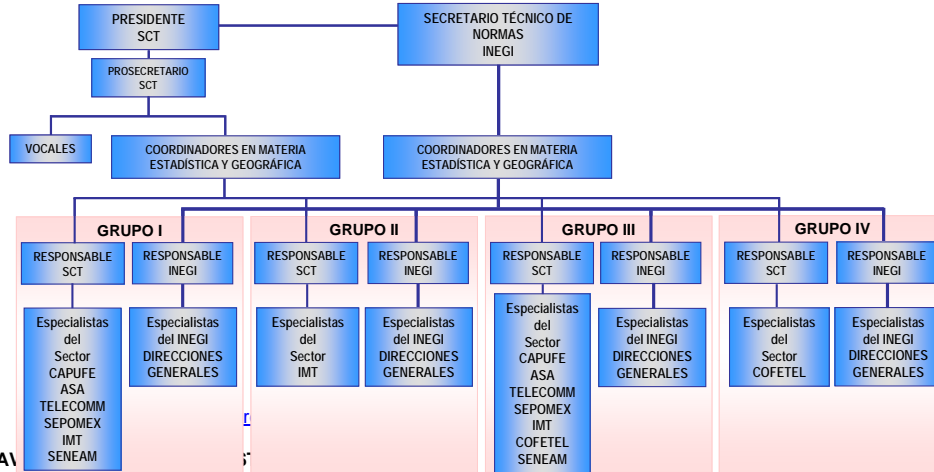 PRESIDENTE
SCT
SECRETARIO TÉCNICO DE
NORMAS
INEGI
PROSECRETARIO
SCT
VOCALES
COORDINADORES EN MATERIA
ESTADÍSTICA Y GEOGRÁFICA
COORDINADORES EN MATERIA
ESTADÍSTICA Y GEOGRÁFICA
GRUPO I
RESPONSABLE
SCT
RESPONSABLE
INEGI
Especialistas
del
Sector
CAPUFE
ASA
TELECOMM
SEPOMEX
IMT
SENEAM
Especialistas
del INEGI
DIRECCIONES
GENERALES
GRUPO II
RESPONSABLE
SCT
RESPONSABLE
INEGI
Especialistas
del
Sector
IMT
Especialistas
del INEGI
DIRECCIONES
GENERALES
GRUPO III
RESPONSABLE
SCT
RESPONSABLE
INEGI
Especialistas
del
Sector
CAPUFE
ASA
TELECOMM
SEPOMEX
IMT
COFETEL
SENEAM
Especialistas
del INEGI
DIRECCIONES
GENERALES
GRUPO IV
RESPONSABLE
SCT
RESPONSABLE
INEGI
Especialistas
del
Sector
COFETEL
Especialistas
del INEGI
DIRECCIONES
GENERALES